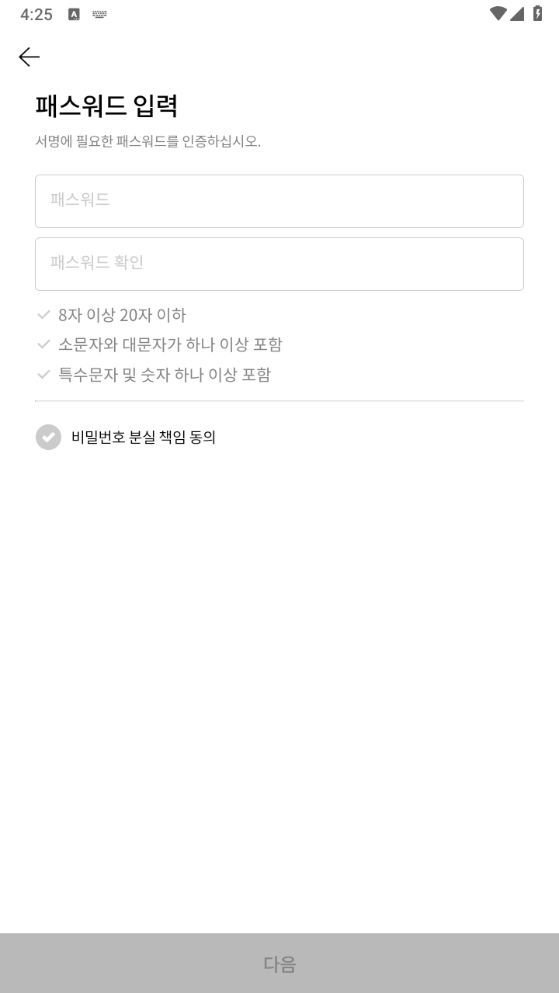 4:25
패스워드 입력
서명에 필요한 패스워드를 인증하십시오.
패스워드
패스워드 확인
8자 이상 20자 이하
소문자와 대문자가 하나 이상 포함
특수문자 및 숫자 하나 이상 포함
비밀번호 분실 책임 동의
다음